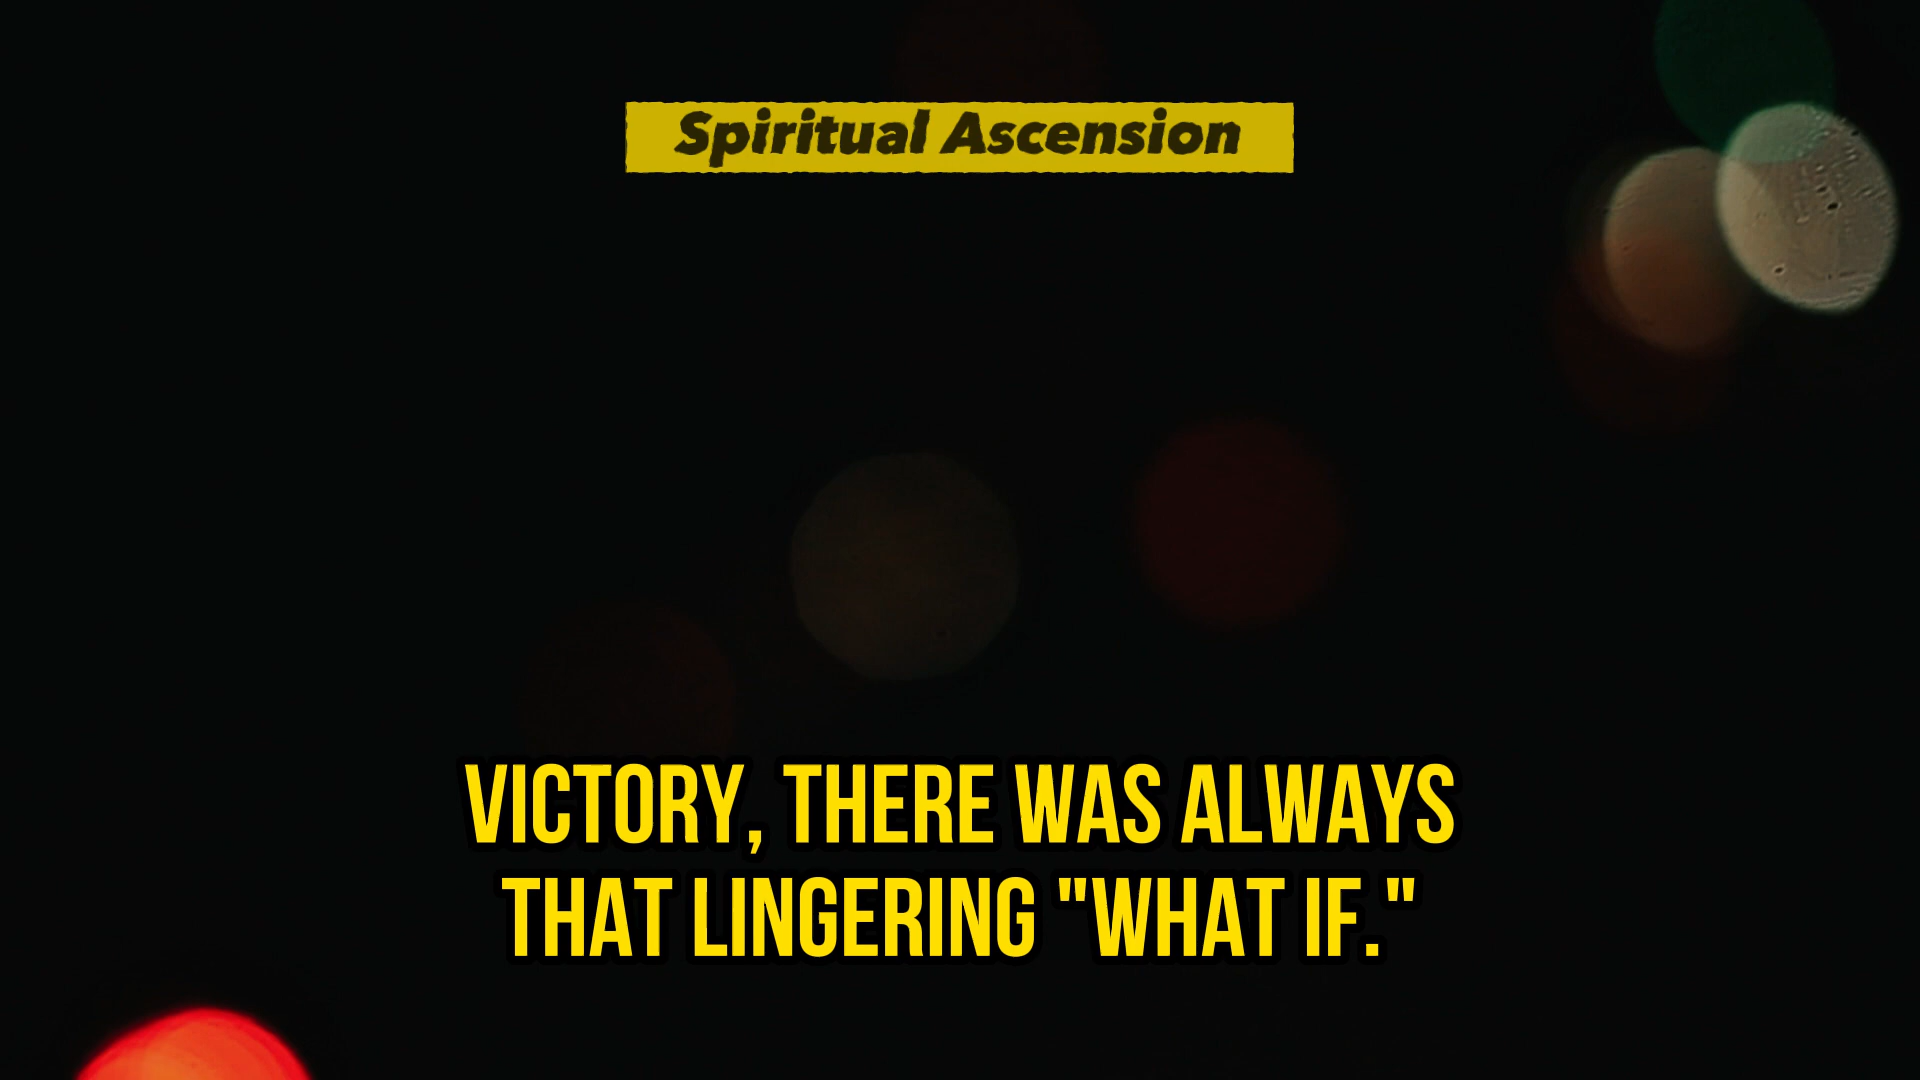 Spiritual Ascension
VICTORY, THERE WAS ALWAYS
THAT LINGERING "WHAT IF."